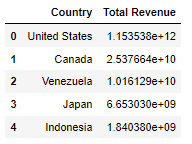 Country Total Revenue
0 United States 1.153538e+12
1 Canada 2.537664e+10
2 Venezuela 1.016129e+10
3 Japan 6.653030e+09
4 Indonesia 1.840380e+09